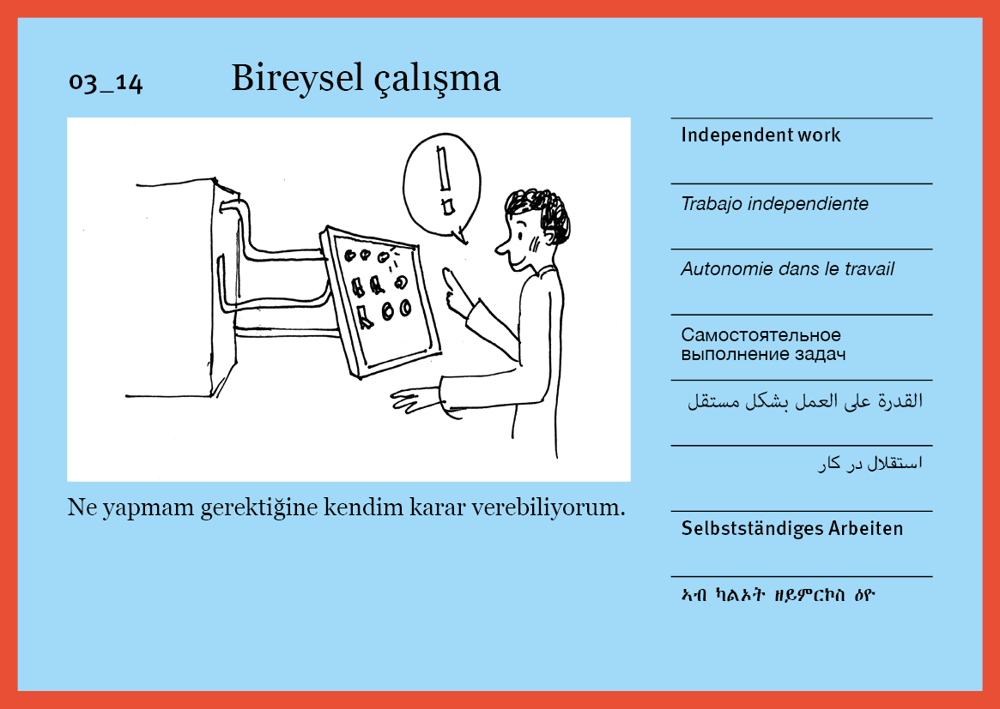 03_14
Bireysel çalışma
!
Ne yapmam gerektiğine kendim karar verebiliyorum.
Independent work
Trabajo independiente
Autonomie dans le travail
Самостоятельное
выполнение задач
القدرة على العمل بشكل مستقل
استقلال در کار
Selbstständiges Arbeiten
ኣብ ካልኦት ዘይምርኮስ ዕዮ